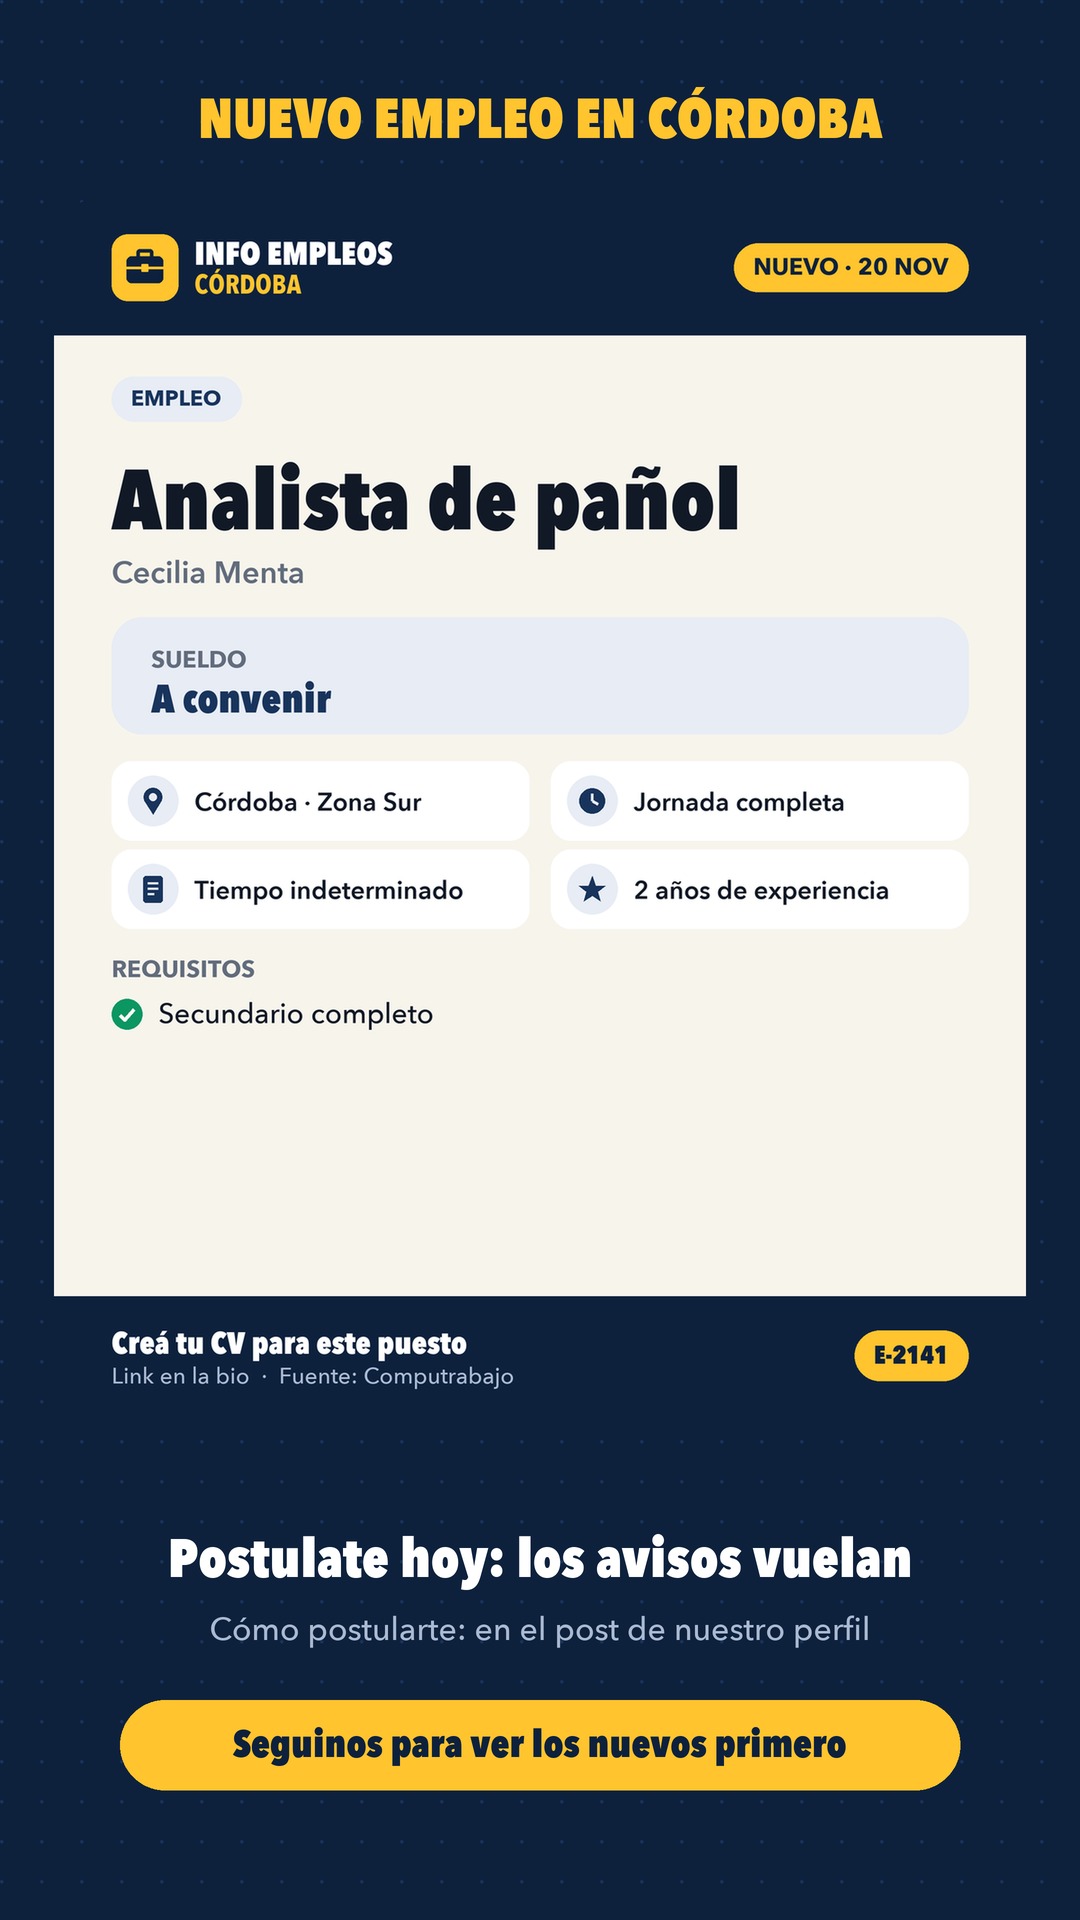 NUEVO EMPLEO EN CÓRDOBA
INFO EMPLEOS
CÓRDOBA
NUEVO · 20 NOV
EMPLEO
Analista de pañol
Cecilia Menta
SUELDO
A convenir
Córdoba · Zona Sur
Jornada completa
Tiempo indeterminado
2 años de experiencia
REQUISITOS
Secundario completo
Creá tu CV para este puesto
Link en la bio · Fuente: Computrabajo
E-2141
Postulate hoy: los avisos vuelan
Cómo postularte: en el post de nuestro perfil
Seguinos para ver los nuevos primero